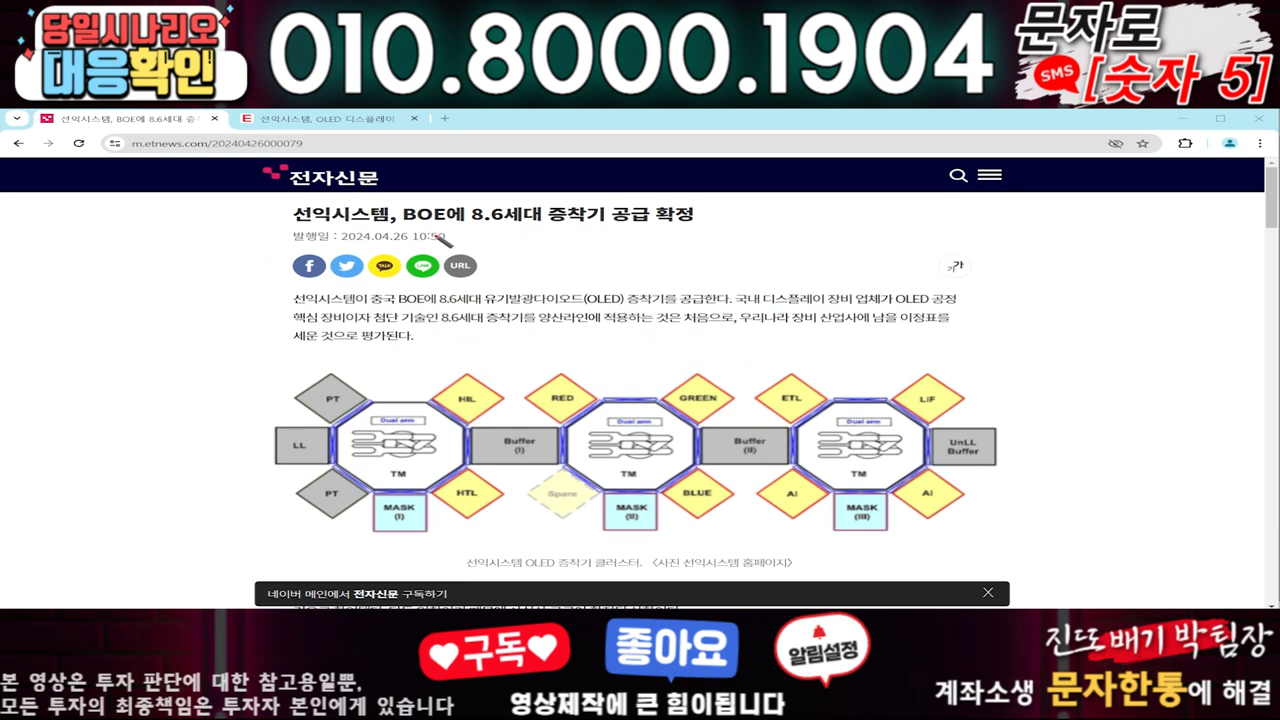 당일시나리오
대응확인
010.8000.1904
문자로
SMS [숫자 5]
선익시스템, BOE에 8.6세대 증
선익시스템, OLED 디스플레이
m.etnews.com/20240426000079
전자신문
선익시스템, BOE에 8.6세대 증착기 공급 확정
발행일 : 2024.04.26 10:50
TALK
LINE
URL
가가
선익시스템이 중국 BOE에 8.6세대 유기발광다이오드(OLED) 증착기를 공급한다. 국내 디스플레이 장비 업체가 OLED 공정
핵심 장비이자 첨단 기술인 8.6세대 증착기를 양산라인에 적용하는 것은 처음으로, 우리나라 장비 산업사에 남을 이정표를
세운 것으로 평가된다.
PT
HIL
RED
GREEN
ETL
LiF
Dual arm
Dual arm
Dual arm
LL
Buffer
(I)
Buffer
(II)
UnLL
Buffer
TM
TM
TM
PT
HTL
Spare
BLUE
Al
Al
MASK
(I)
MASK
(II)
MASK
(III)
선익시스템 OLED 증착기 클러스터. 〈사진 선익시스템 홈페이지〉
네이버 메인에서 전자신문 구독하기
구독
좋아요
알림설정
진또배기 박팀장
본 영상은 투자 판단에 대한 참고용일뿐,
모든 투자의 최종책임은 투자자 본인에게 있습니다
영상제작에 큰 힘이됩니다
계좌소생 문자한통에 해결